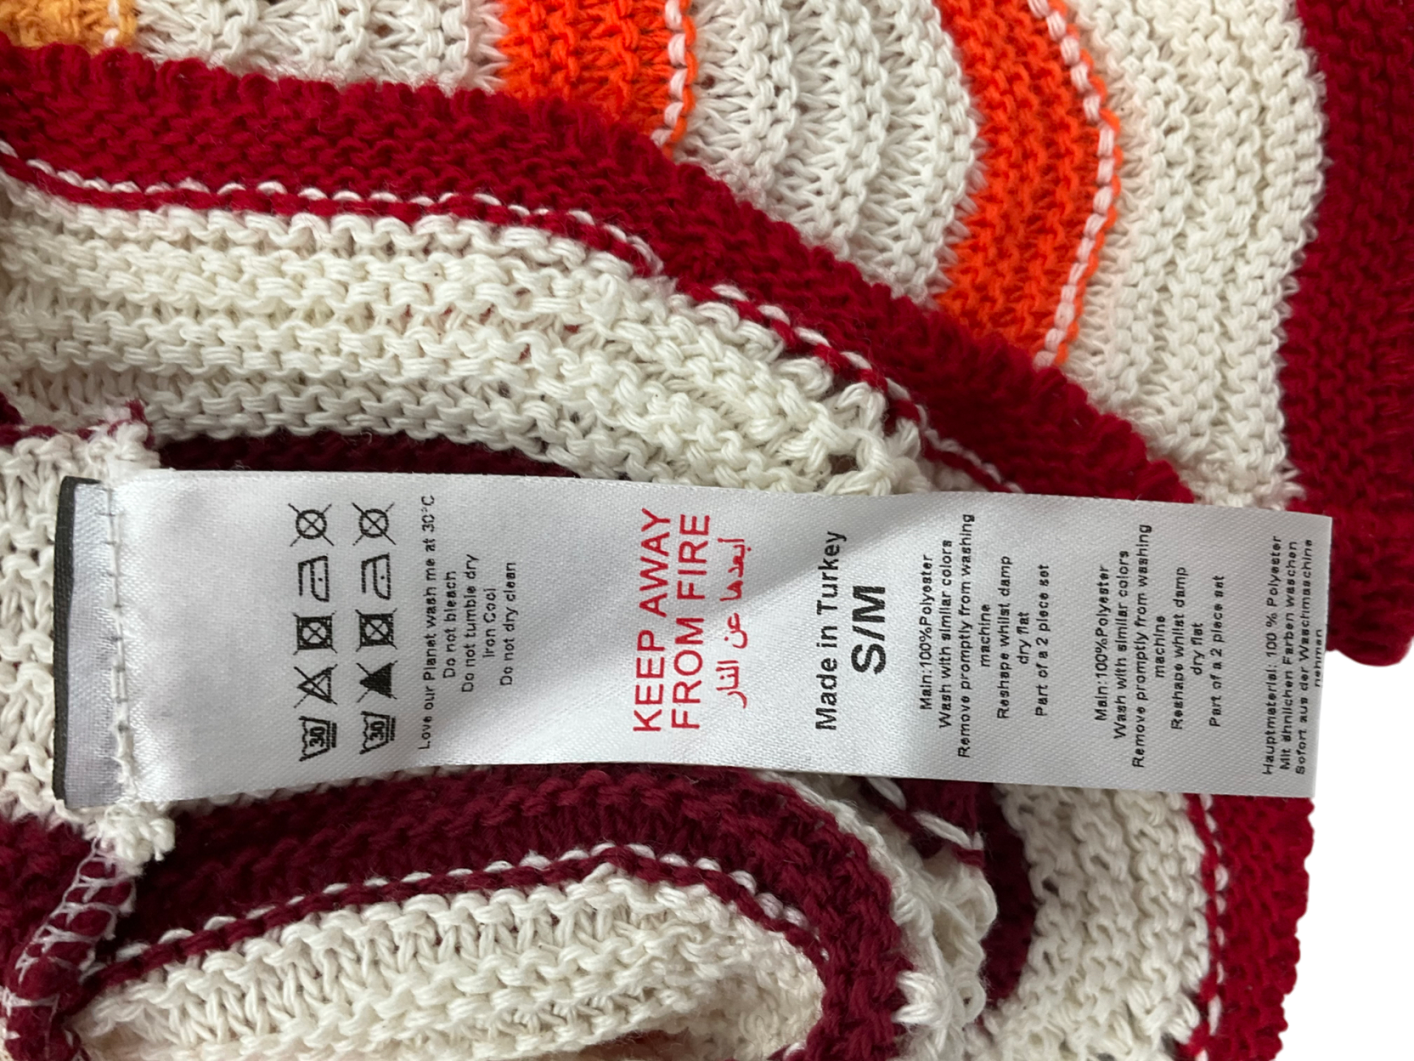 30
30
Love our Planet wash me at 30°C
Do not bleach
Do not tumble dry
Iron Cool
Do not dry clean
KEEP AWAY
FROM FIRE
ابعدها عن النار
Made in Turkey
S/M
Main:100%Polyester
Wash with similar colors
Remove promptly from washing
machine
Reshape whilst damp
dry flat
Part of a 2 piece set
Main:100%Polyester
Wash with similar colors
Remove promptly from washing
machine
Reshape whilst damp
dry flat
Part of a 2 piece set
Hauptmaterial: 100 % Polyester
Mit ähnlichen Farben waschen
Sofort aus der Waschmaschine
nehmen